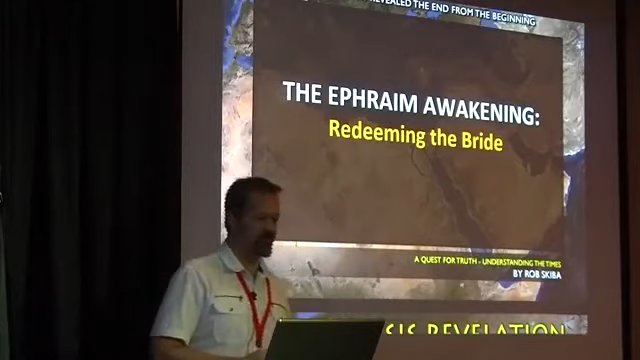 REVEALED THE END FROM THE BEGINNING
THE EPHRAIM AWAKENING:
Redeeming the Bride
A QUEST FOR TRUTH - UNDERSTANDING THE TIMES
BY ROB SKIBA
REVELATION